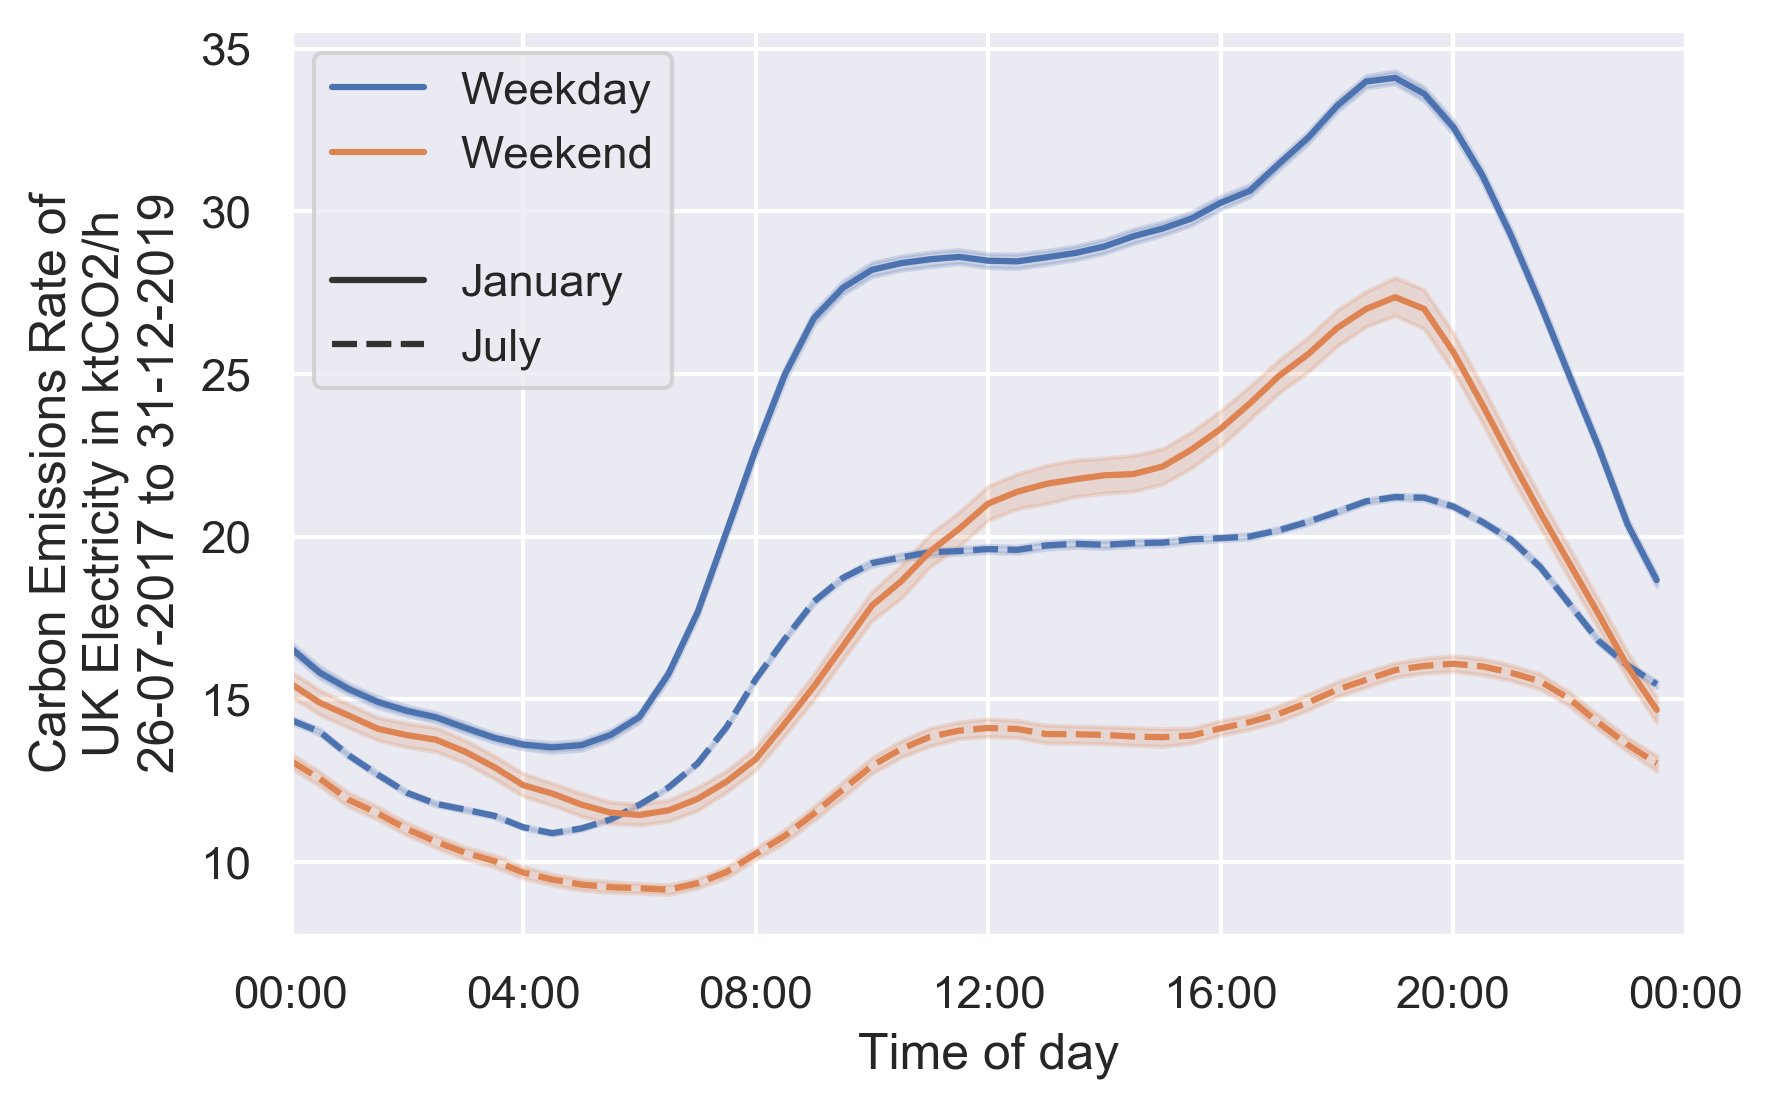 Carbon Emissions Rate of
UK Electricity in ktCO2/h
26-07-2017 to 31-12-2019
35
30
25
20
15
10
Weekday
Weekend
January
July
00:00 04:00 08:00 12:00 16:00 20:00 00:00
Time of day